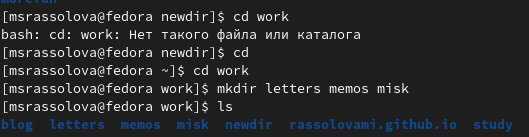 [msrassolova@fedora newdir]$ cd work
bash: cd: work: Нет такого файла или каталога
[msrassolova@fedora newdir]$ cd
[msrassolova@fedora ~]$ cd work
[msrassolova@fedora work]$ mkdir letters memos misk
[msrassolova@fedora work]$ ls
blog letters memos misk newdir rassolovami.github.io study